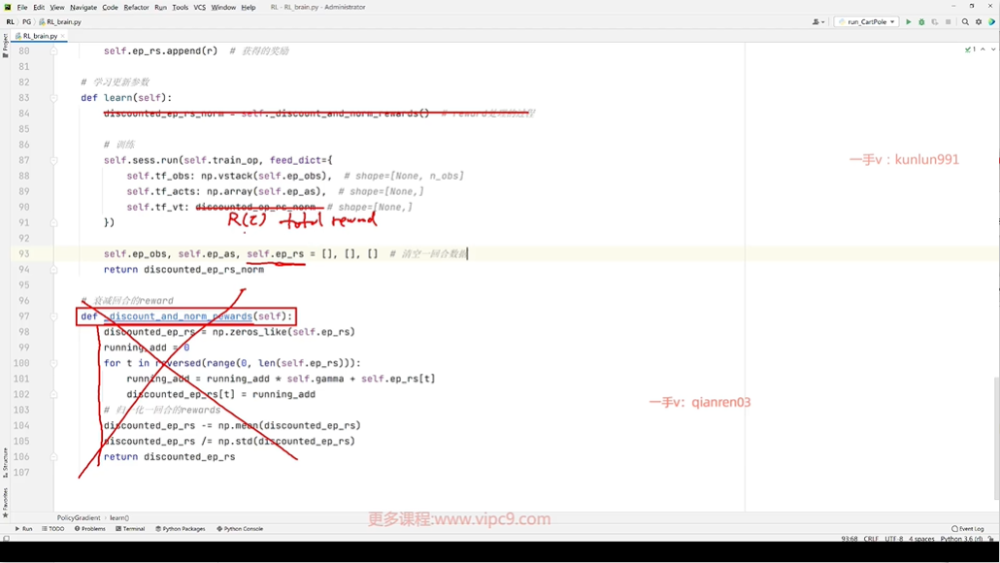 File Edit View Navigate Code Refactor Run Tools VCS Window Help RL - RL_brain.py - Administrator
RL PG RL_brain.py run_CartPole
Project
RL_brain.py
80 self.ep_rs.append(r) # 获得的奖励
81
82 # 学习更新参数
83 def learn(self):
84 discounted_ep_rs_norm = self._discount_and_norm_rewards() # reward处理的过程
85
86 # 训练
87 self.sess.run(self.train_op, feed_dict={
88 self.tf_obs: np.vstack(self.ep_obs), # shape=[None, n_obs]
89 self.tf_acts: np.array(self.ep_as), # shape=[None,]
90 self.tf_vt: discounted_ep_rs_norm # shape=[None,]
91 })
R(τ) total reward
92
93 self.ep_obs, self.ep_as, self.ep_rs = [], [], [] # 清空一回合数据
94 return discounted_ep_rs_norm
95
96 # 衰减回合的reward
97 def _discount_and_norm_rewards(self):
98 discounted_ep_rs = np.zeros_like(self.ep_rs)
99 running_add = 0
100 for t in reversed(range(0, len(self.ep_rs))):
101 running_add = running_add * self.gamma + self.ep_rs[t]
102 discounted_ep_rs[t] = running_add
103 # 归一化一回合的rewards
104 discounted_ep_rs -= np.mean(discounted_ep_rs)
105 discounted_ep_rs /= np.std(discounted_ep_rs)
106 return discounted_ep_rs
107
一手v：kunlun991
一手v：qianren03
更多课程:www.vipc9.com
1
Structure
Favorites
PolicyGradient learn()
Run TODO Problems Terminal Python Packages Python Console Event Log
93:68 CRLF UTF-8 4 spaces Python 3.6 (rl)